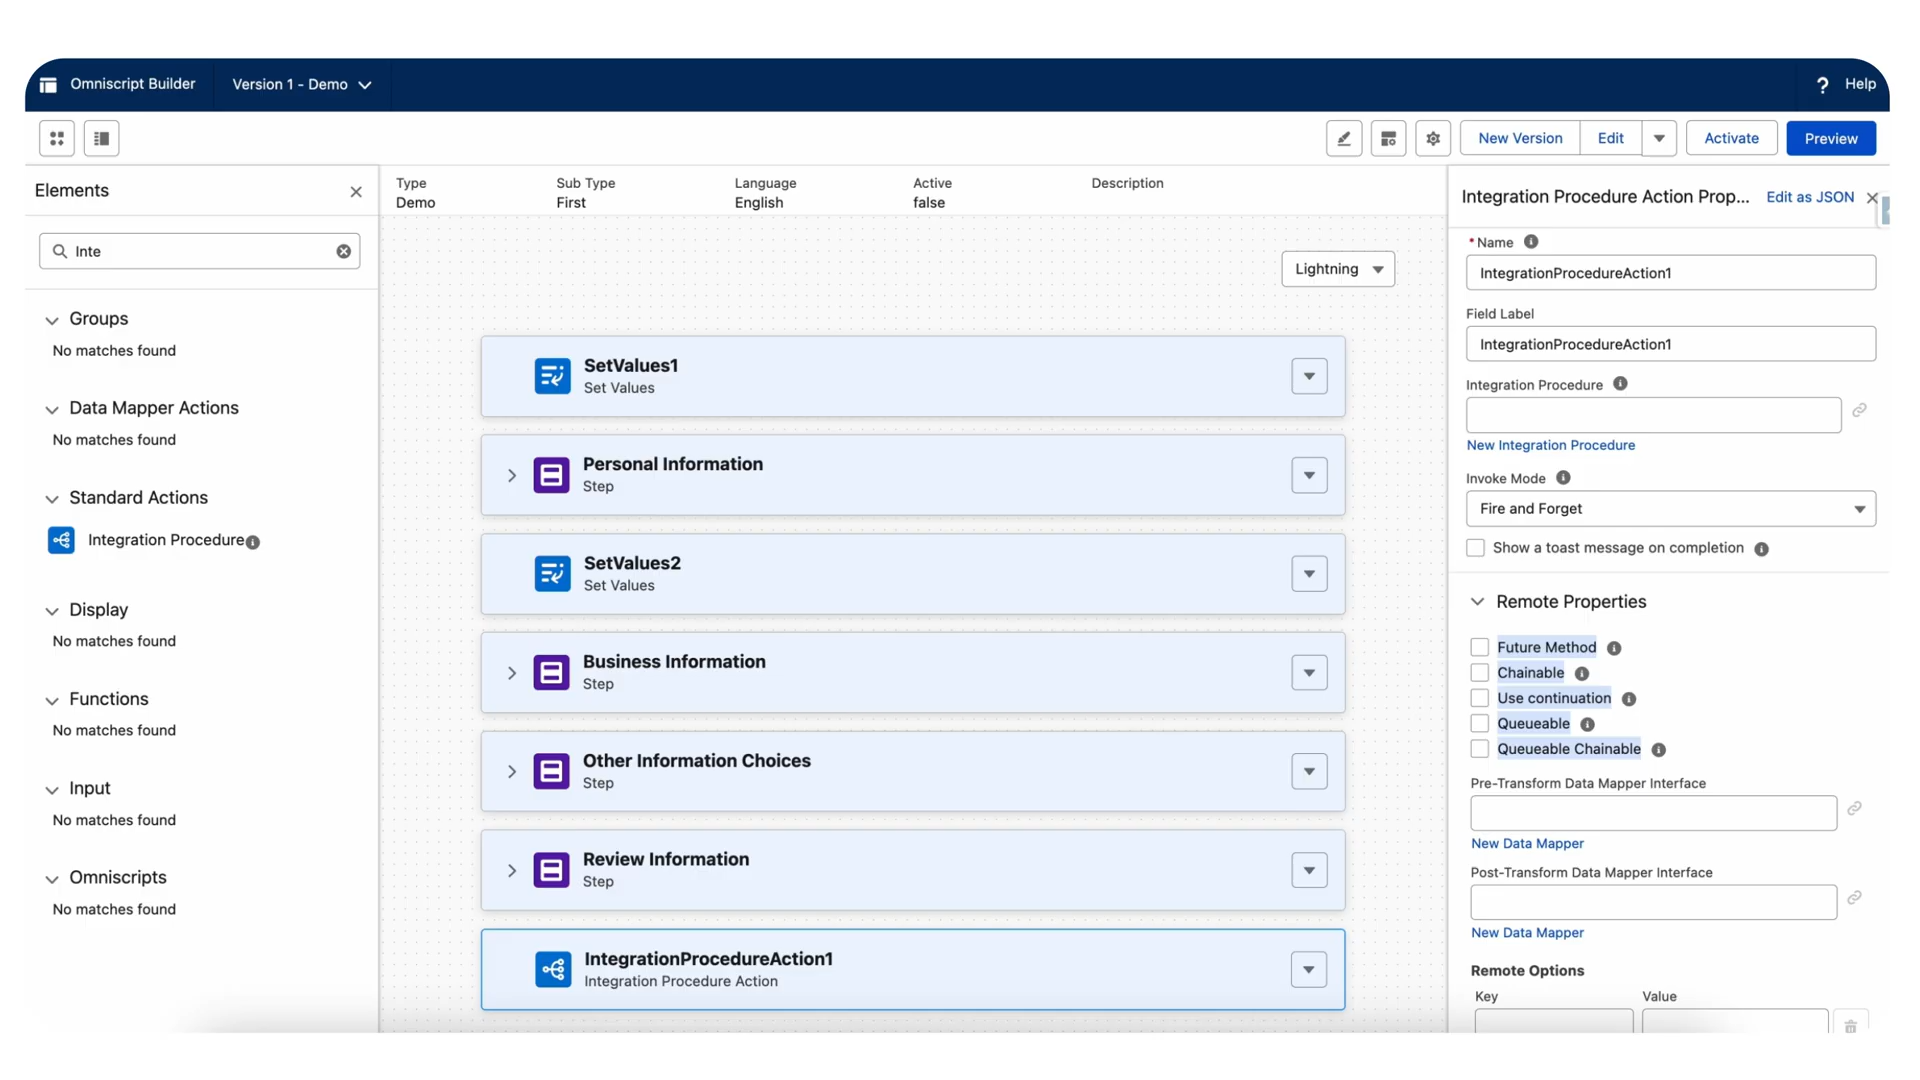 Omniscript Builder
Version 1 - Demo
? Help
New Version
Edit
Activate
Preview
Elements
Inte
Groups
No matches found
Data Mapper Actions
No matches found
Standard Actions
Integration Procedure
Display
No matches found
Functions
No matches found
Input
No matches found
Omniscripts
No matches found
Type
Demo
Sub Type
First
Language
English
Active
false
Description
Lightning
SetValues1
Set Values
Personal Information
Step
SetValues2
Set Values
Business Information
Step
Other Information Choices
Step
Review Information
Step
IntegrationProcedureAction1
Integration Procedure Action
Integration Procedure Action Prop...
Edit as JSON
* Name
IntegrationProcedureAction1
Field Label
IntegrationProcedureAction1
Integration Procedure
New Integration Procedure
Invoke Mode
Fire and Forget
Show a toast message on completion
Remote Properties
Future Method
Chainable
Use continuation
Queueable
Queueable Chainable
Pre-Transform Data Mapper Interface
New Data Mapper
Post-Transform Data Mapper Interface
New Data Mapper
Remote Options
Key
Value